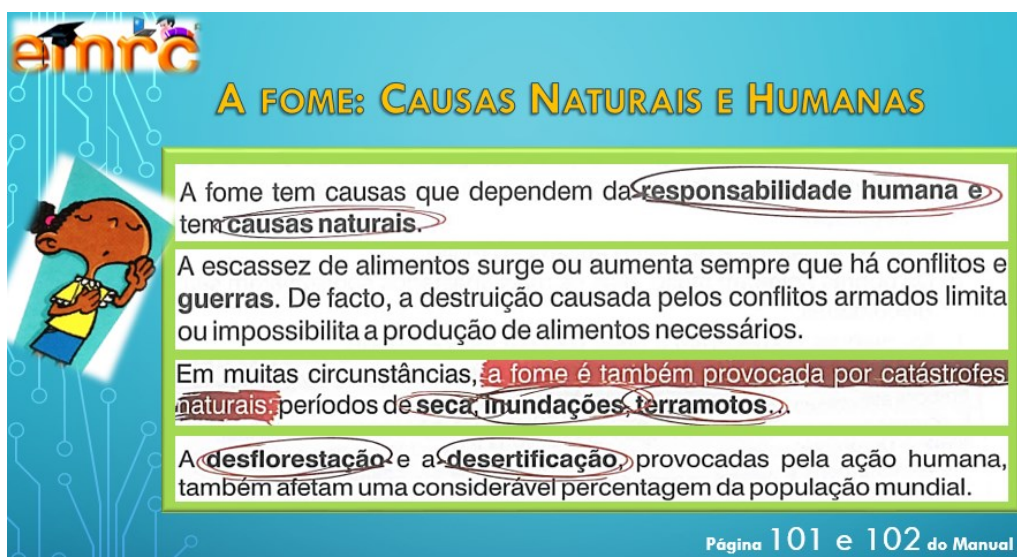 emrc
A FOME: CAUSAS NATURAIS E HUMANAS
A fome tem causas que dependem da responsabilidade humana e
tem causas naturais.
A escassez de alimentos surge ou aumenta sempre que há conflitos e
guerras. De facto, a destruição causada pelos conflitos armados limita
ou impossibilita a produção de alimentos necessários.
Em muitas circunstâncias, a fome é também provocada por catástrofes
naturais: períodos de seca, inundações, terramotos...
A desflorestação e a desertificação, provocadas pela ação humana,
também afetam uma considerável percentagem da população mundial.
Página 101 e 102 do Manual